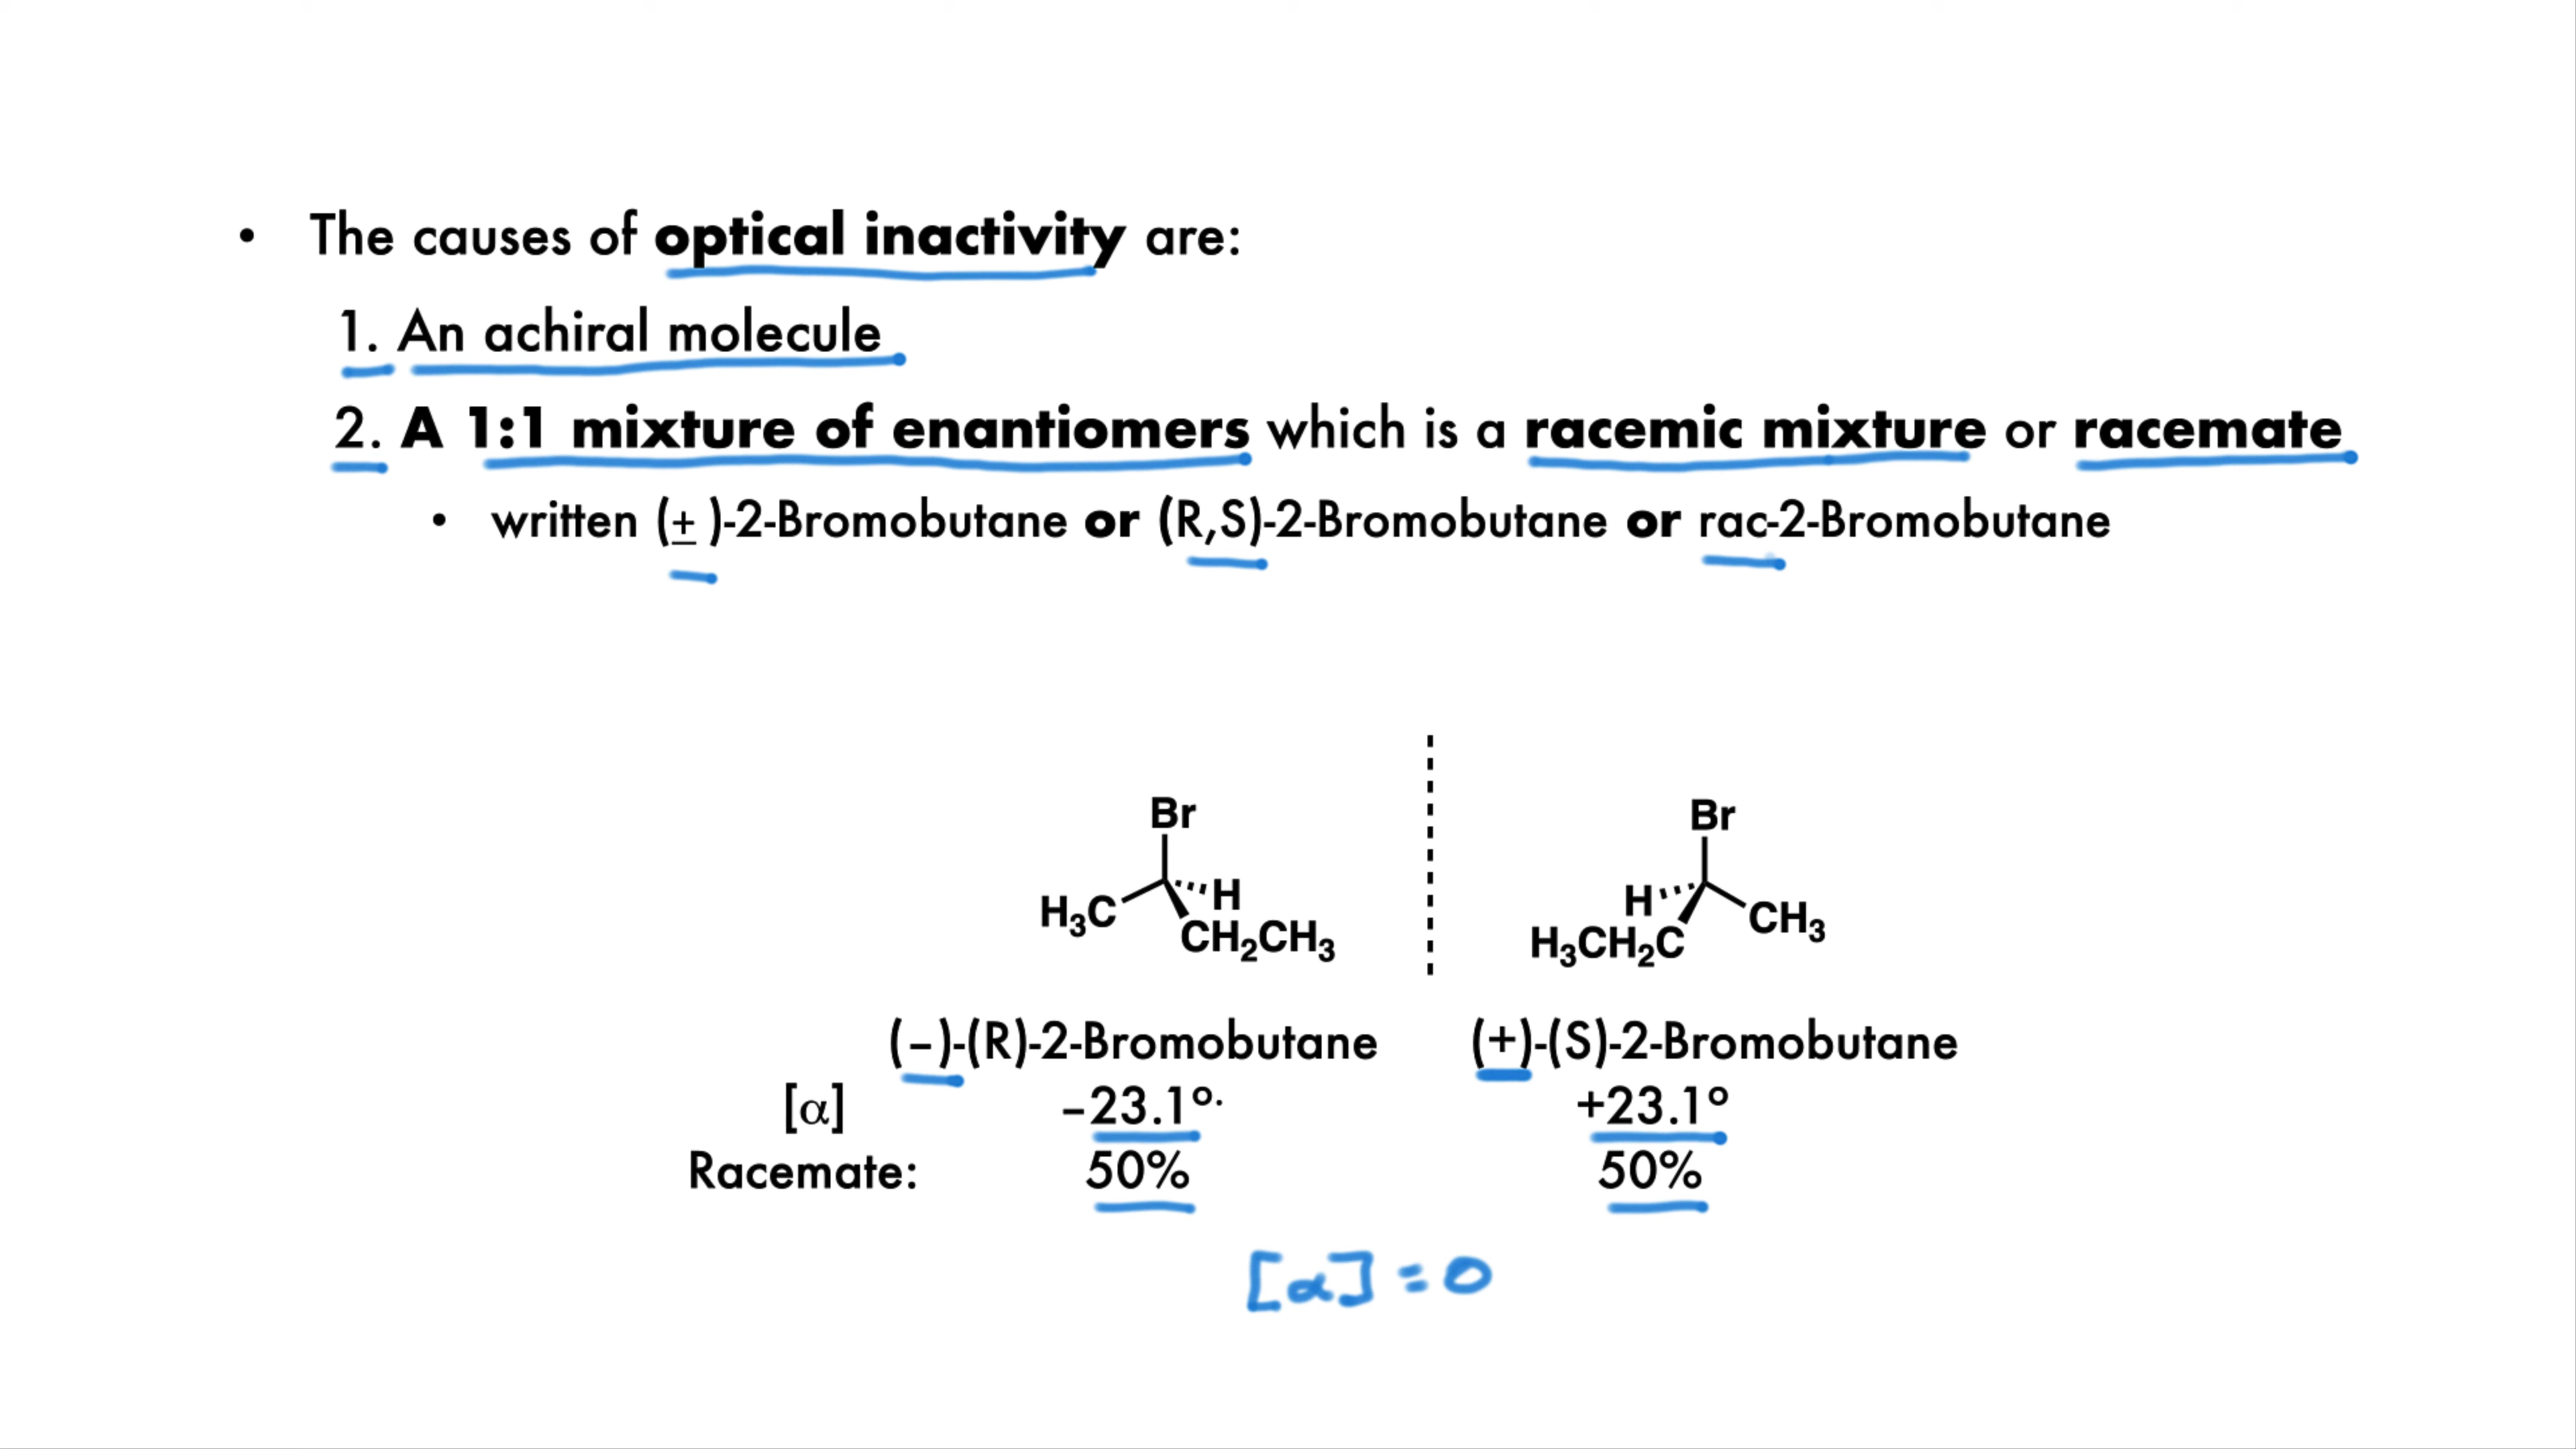 • The causes of optical inactivity are:
1. An achiral molecule
2. A 1:1 mixture of enantiomers which is a racemic mixture or racemate
• written (±)-2-Bromobutane or (R,S)-2-Bromobutane or rac-2-Bromobutane
Br Br
H₃C H H CH₃
CH₂CH₃ H₃CH₂C
(–)-(R)-2-Bromobutane (+)-(S)-2-Bromobutane
[α] –23.1°. +23.1°
Racemate: 50% 50%
[α] = 0